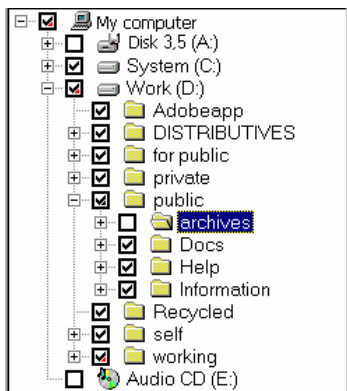 My computer
Disk 3,5 (A:)
System (C:)
Work (D:)
Adobeapp
DISTRIBUTIVES
for public
private
public
archives
Docs
Help
Information
Recycled
self
working
Audio CD (E:)